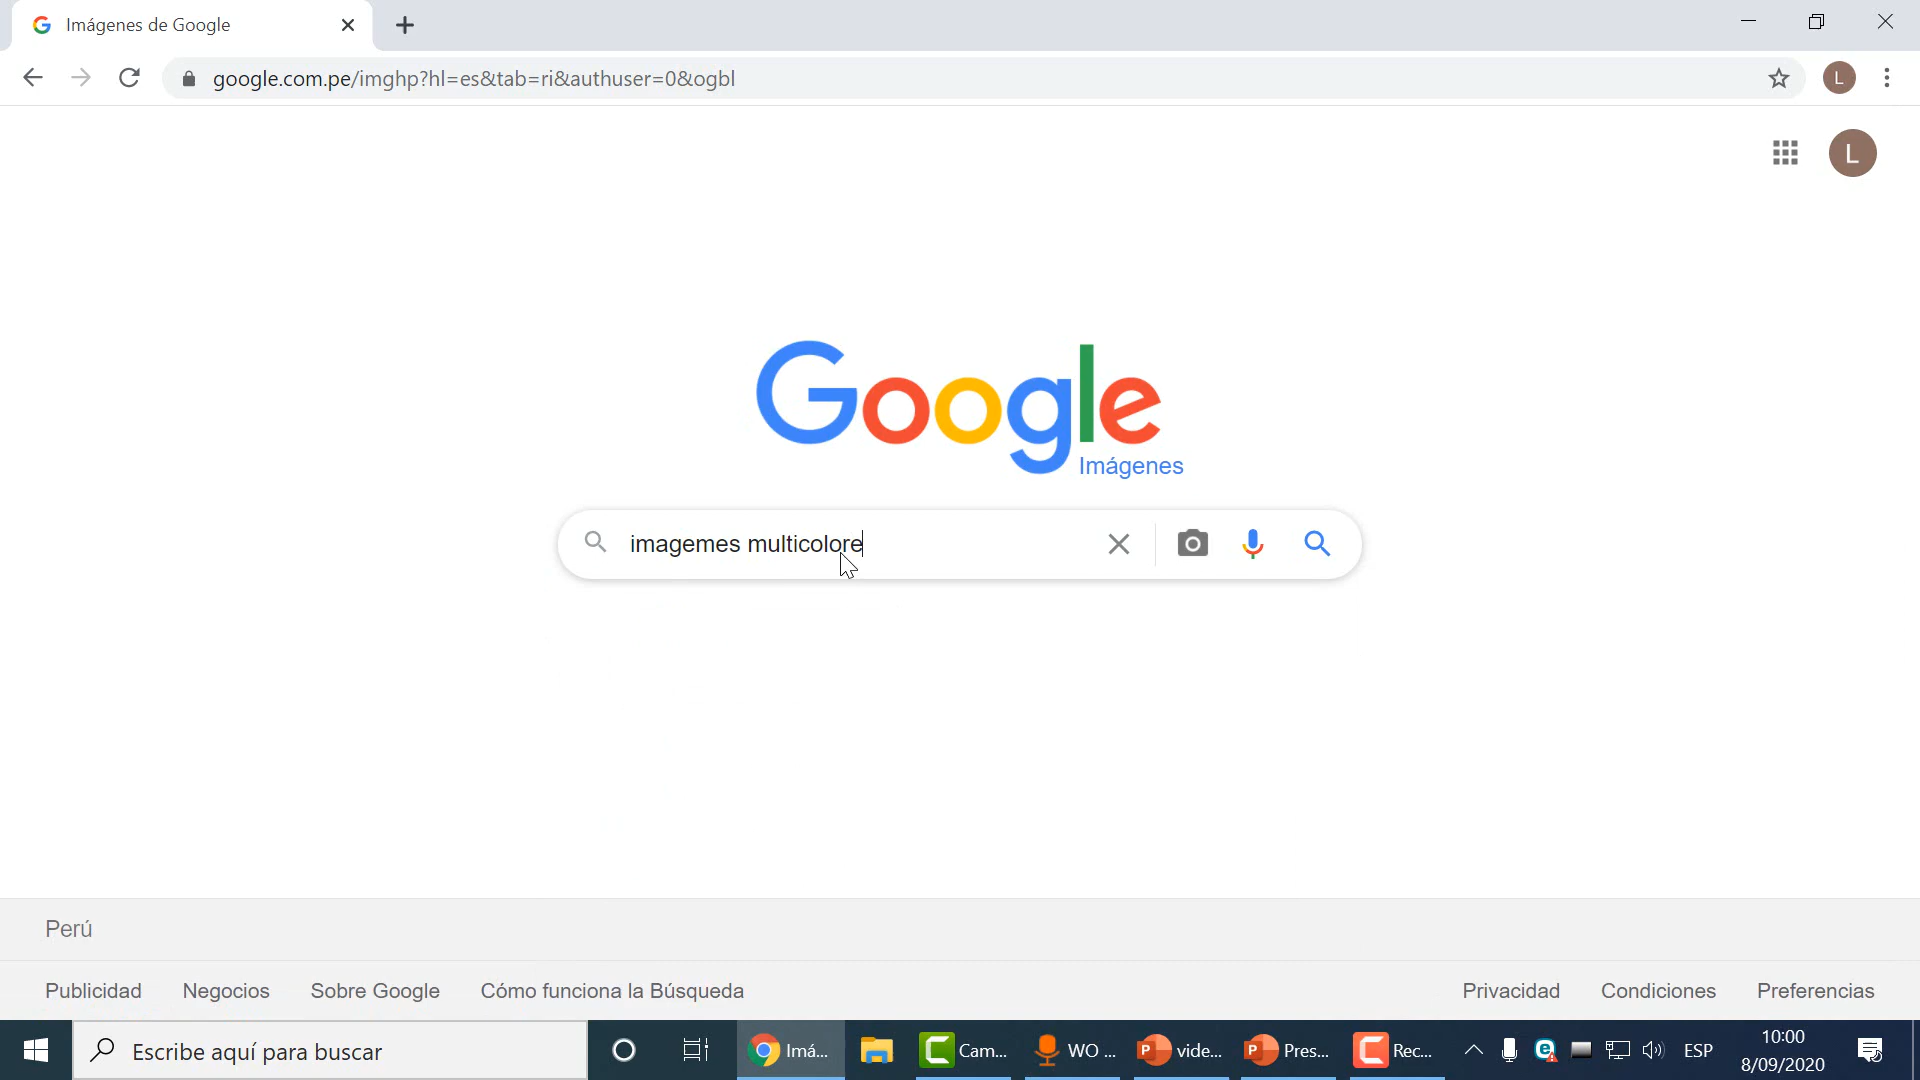 Imágenes de Google
google.com.pe/imghp?hl=es&tab=ri&authuser=0&ogbl
L
L
Google
Imágenes
imagemes multicolore
Perú
Publicidad Negocios Sobre Google Cómo funciona la Búsqueda Privacidad Condiciones Preferencias
Escribe aquí para buscar Imá... Cam... WO ... vide... Pres... Rec... ESP 10:00
8/09/2020